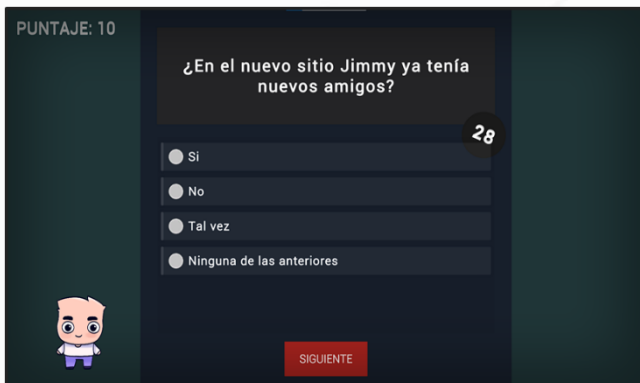 PUNTAJE: 10
¿En el nuevo sitio Jimmy ya tenía
nuevos amigos?
28
Si
No
Tal vez
Ninguna de las anteriores
SIGUIENTE